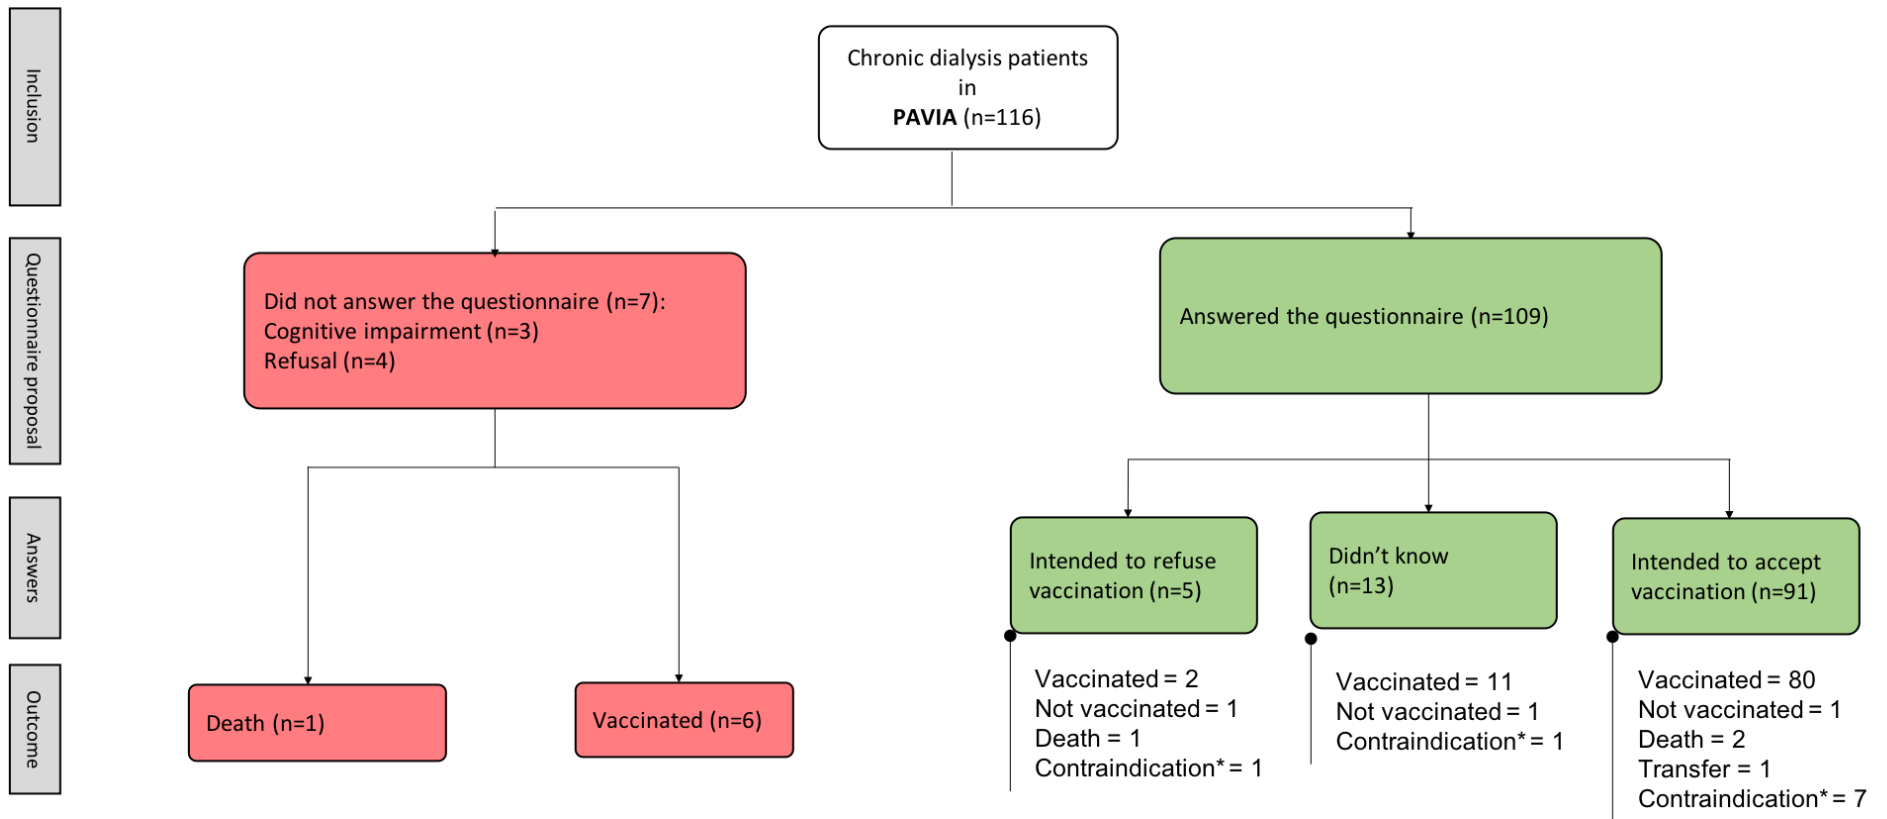 Inclusion
Chronic dialysis patients
in
PAVIA (n=116)
Questionnaire proposal
Did not answer the questionnaire (n=7):
Cognitive impairment (n=3)
Refusal (n=4)
Answered the questionnaire (n=109)
Answers
Intended to refuse
vaccination (n=5)
Didn’t know
(n=13)
Intended to accept
vaccination (n=91)
Outcome
Death (n=1)
Vaccinated (n=6)
Vaccinated = 2
Not vaccinated = 1
Death = 1
Contraindication* = 1
Vaccinated = 11
Not vaccinated = 1
Contraindication* = 1
Vaccinated = 80
Not vaccinated = 1
Death = 2
Transfer = 1
Contraindication* = 7